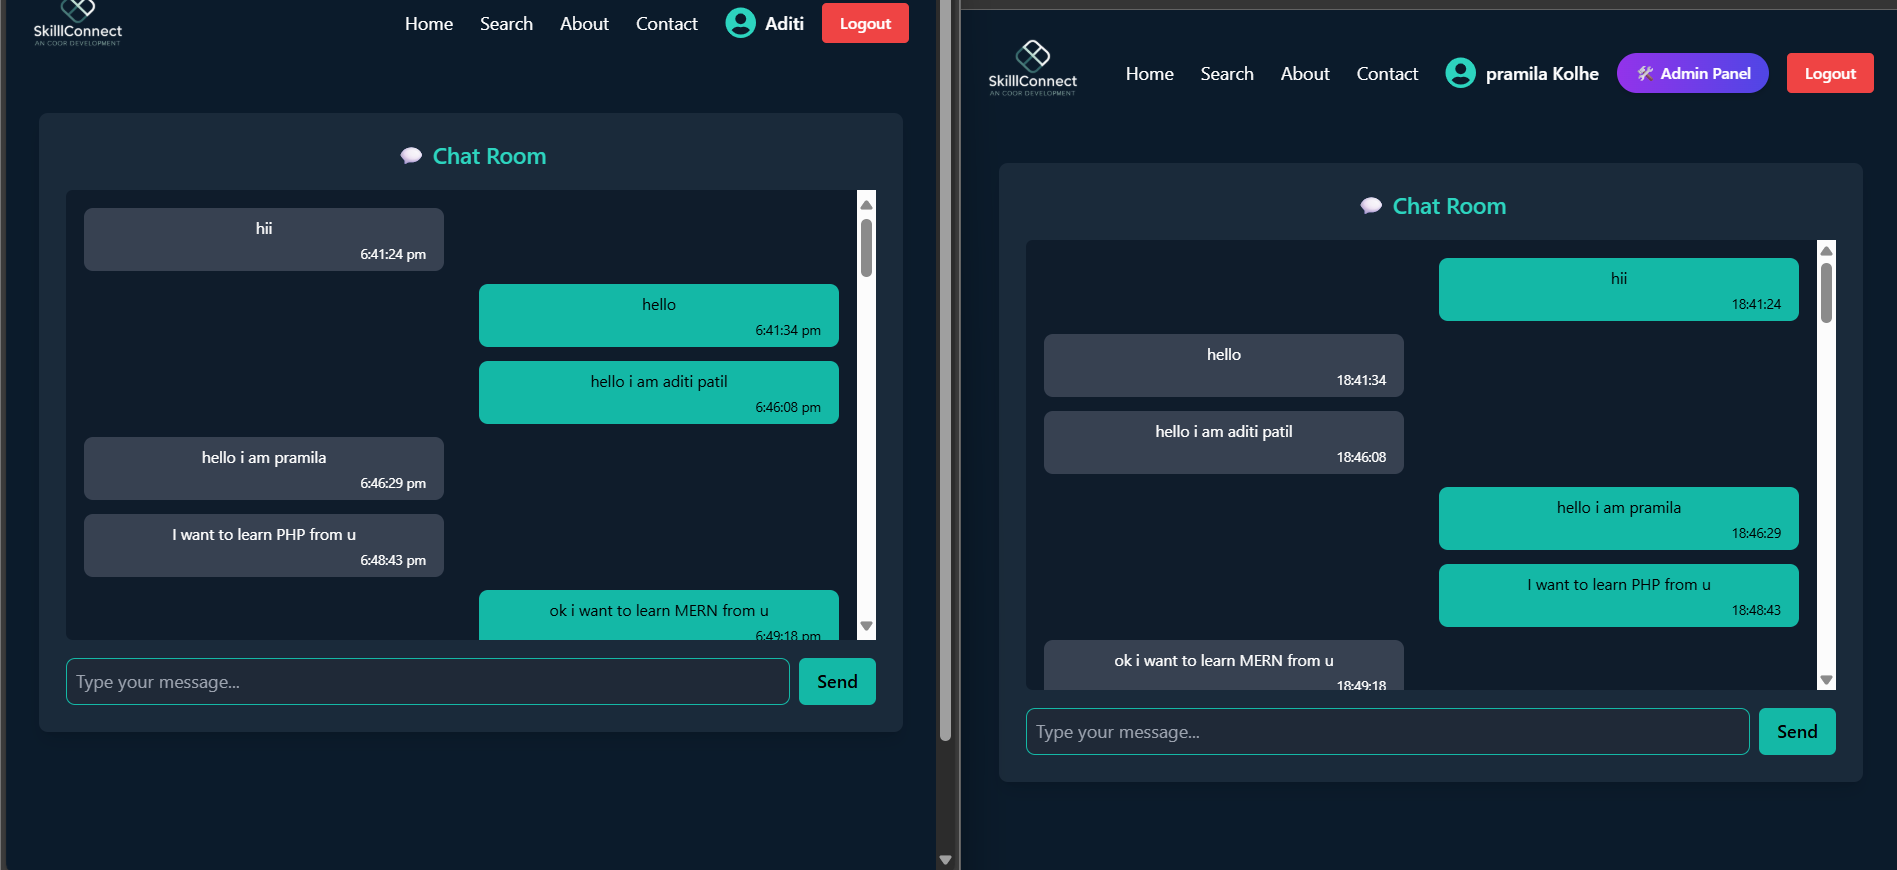 SkilllConnect
AN COOR DEVELOPMENT
Home Search About Contact Aditi Logout
Chat Room
hii
6:41:24 pm
hello
6:41:34 pm
hello i am aditi patil
6:46:08 pm
hello i am pramila
6:46:29 pm
I want to learn PHP from u
6:48:43 pm
ok i want to learn MERN from u
6:49:18 pm
Type your message... Send
SkilllConnect
AN COOR DEVELOPMENT
Home Search About Contact pramila Kolhe 🛠 Admin Panel Logout
Chat Room
hii
18:41:24
hello
18:41:34
hello i am aditi patil
18:46:08
hello i am pramila
18:46:29
I want to learn PHP from u
18:48:43
ok i want to learn MERN from u
18:49:18
Type your message... Send